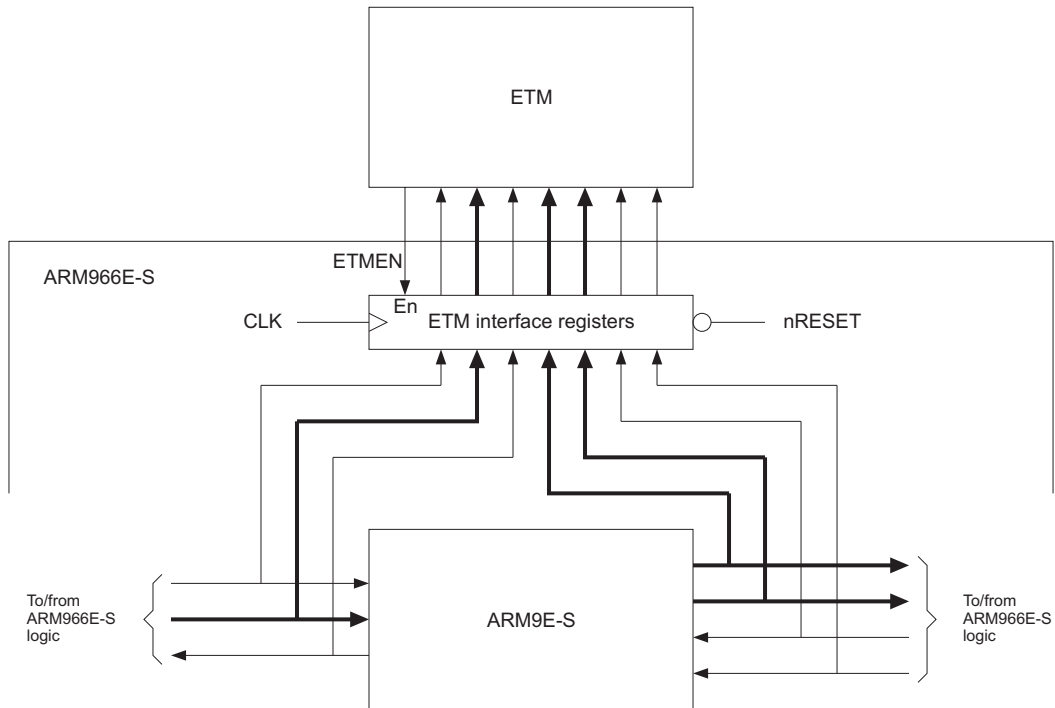 ETM
ETMEN
ARM966E-S
En
CLK
ETM interface registers
nRESET
To/from
ARM966E-S
logic
ARM9E-S
To/from
ARM966E-S
logic